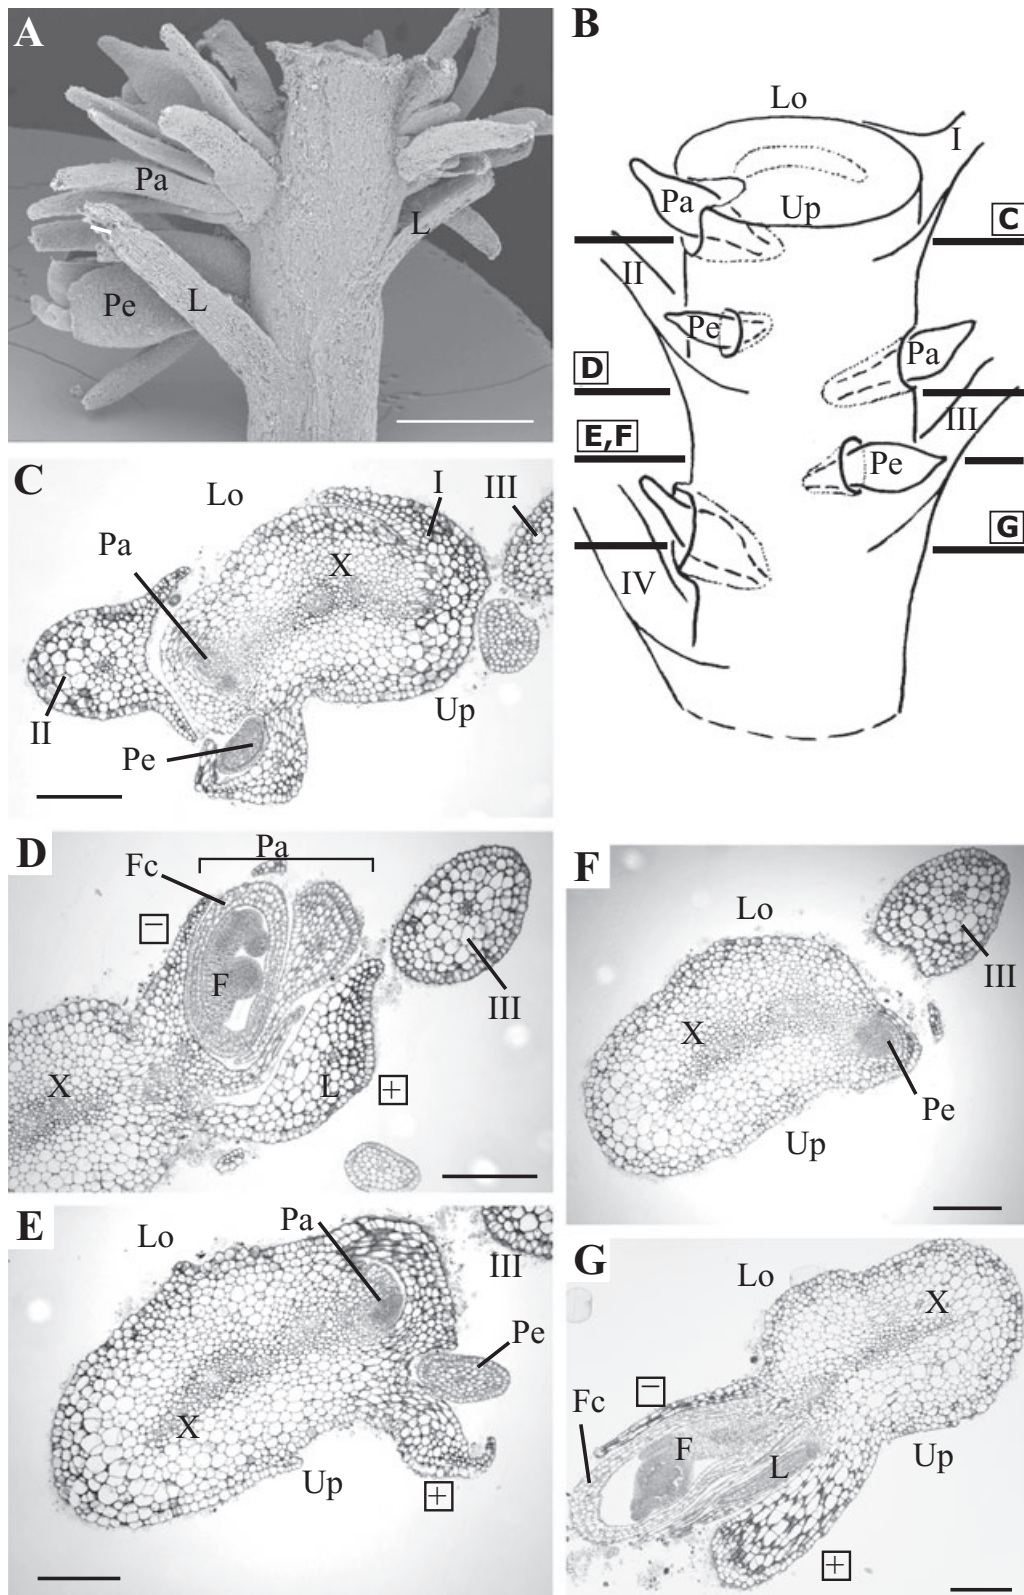 A
Pa
L
L
Pe
B
Lo
I
Pa
Up
C
II
Pe
Pa
D
III
E,F
Pe
G
IV
C
Lo
I
III
Pa
X
II
Up
Pe
D
Pa
Fc
−
F
III
X
L
+
E
Pa
Lo
III
Pe
X
Up
+
F
Lo
III
X
Pe
Up
G
Lo
X
−
Fc
F
L
Up
+